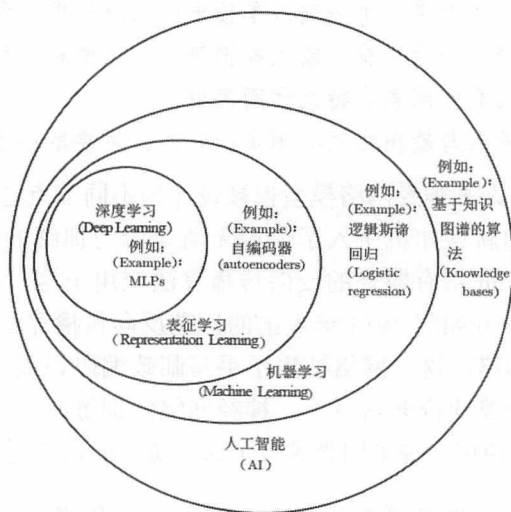 深度学习
(Deep Learning)
例如:
(Example):
MLPs
例如:
(Example):
自编码器
(autoencoders)
表征学习
(Representation Learning)
例如:
(Example):
逻辑斯谛
回归
(Logistic
regression)
机器学习
(Machine Learning)
例如:
(Example):
基于知识
图谱的算
法
(Knowledge
bases)
人工智能
(AI)